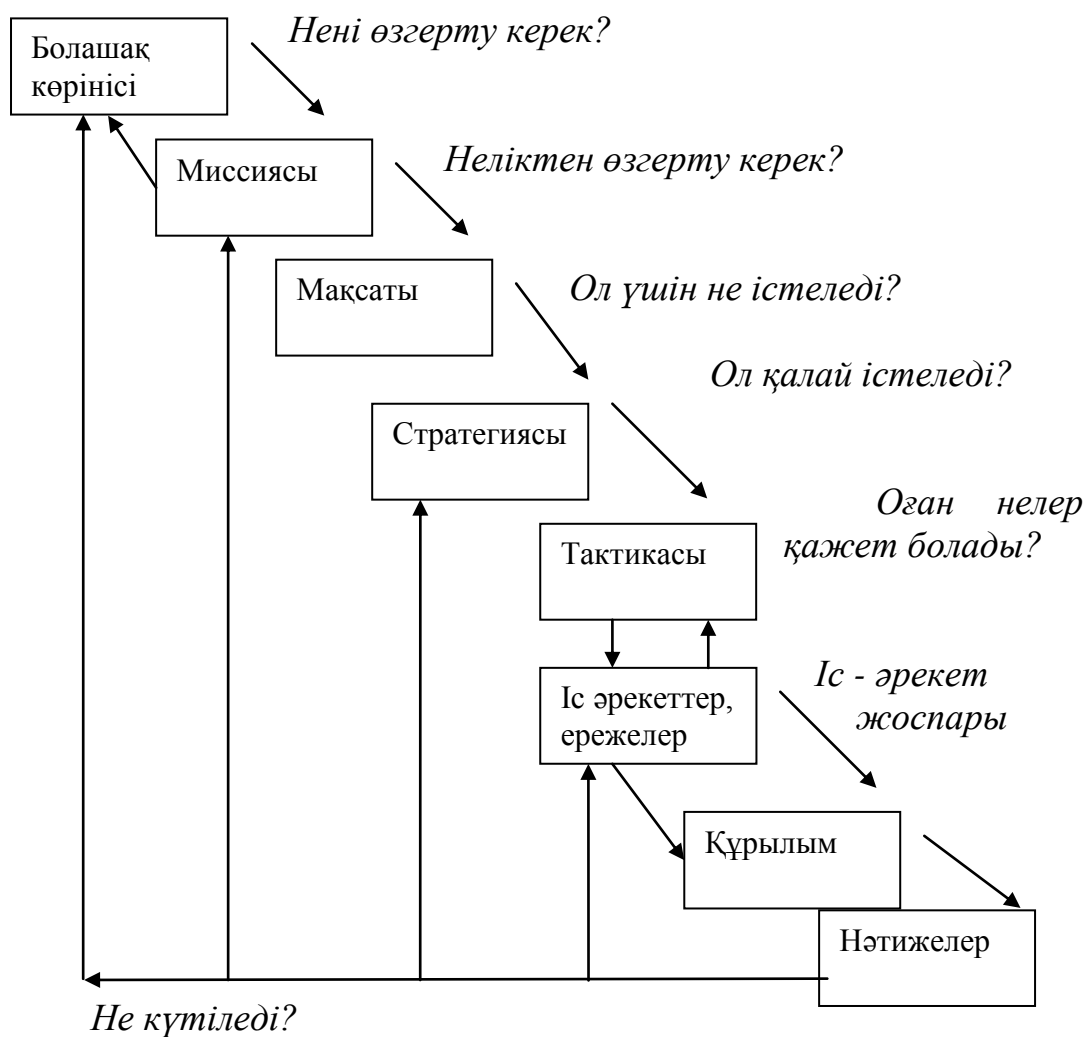 Нені өзгерту керек?
Болашақ
көрінісі
Неліктен өзгерту керек?
Миссиясы
Мақсаты
Ол үшін не істеледі?
Ол қалай істеледі?
Стратегиясы
Оған нелер
қажет болады?
Тактикасы
Іс әрекеттер,
ережелер
Іс - әрекет
жоспары
Құрылым
Нәтижелер
Не күтіледі?